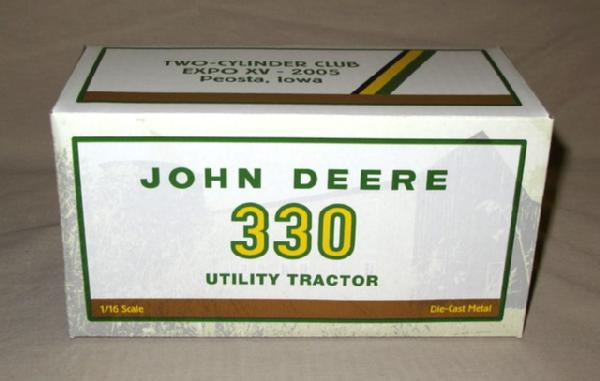 TWO-CYLINDER CLUB
EXPO XV - 2005
Peosta, Iowa
JOHN DEERE
330
UTILITY TRACTOR
1/16 Scale
Die-Cast Metal